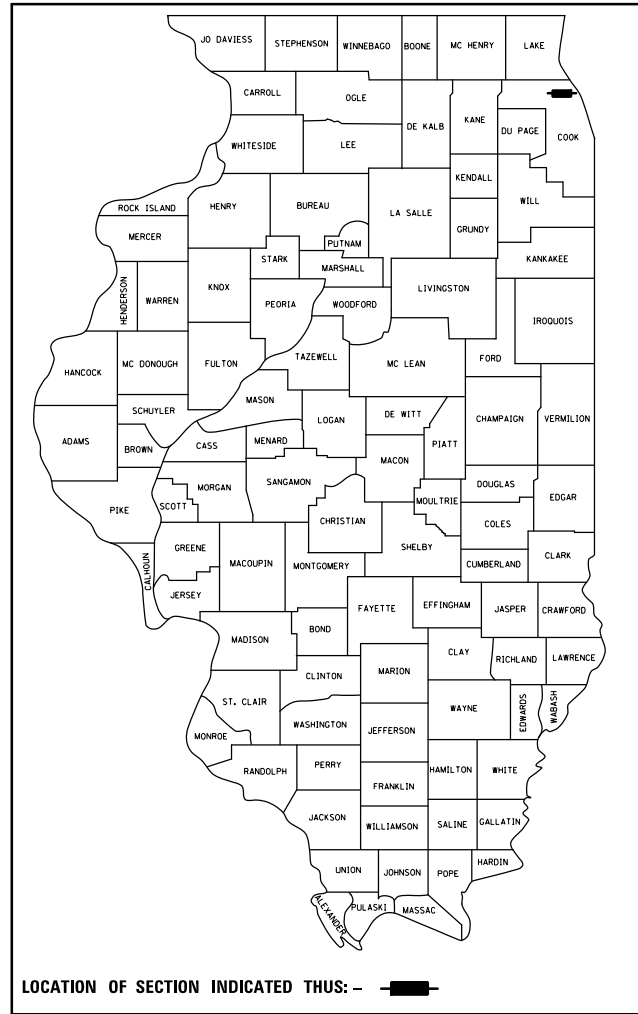 JO DAVIESS
STEPHENSON
WINNEBAGO
BOONE
MC HENRY
LAKE
CARROLL
OGLE
DE KALB
KANE
DU PAGE
COOK
WHITESIDE
LEE
KENDALL
WILL
ROCK ISLAND
HENRY
BUREAU
LA SALLE
GRUNDY
MERCER
PUTNAM
STARK
MARSHALL
KANKAKEE
HENDERSON
WARREN
KNOX
PEORIA
WOODFORD
LIVINGSTON
IROQUOIS
HANCOCK
MC DONOUGH
FULTON
TAZEWELL
MC LEAN
FORD
MASON
SCHUYLER
LOGAN
DE WITT
CHAMPAIGN
VERMILION
ADAMS
BROWN
CASS
MENARD
PIATT
MACON
MORGAN
SANGAMON
DOUGLAS
EDGAR
PIKE
SCOTT
CHRISTIAN
MOULTRIE
COLES
CALHOUN
GREENE
MACOUPIN
MONTGOMERY
SHELBY
CUMBERLAND
CLARK
JERSEY
FAYETTE
EFFINGHAM
JASPER
CRAWFORD
MADISON
BOND
CLAY
RICHLAND
LAWRENCE
CLINTON
MARION
ST. CLAIR
WAYNE
EDWARDS
WABASH
WASHINGTON
JEFFERSON
MONROE
RANDOLPH
PERRY
HAMILTON
WHITE
FRANKLIN
JACKSON
WILLIAMSON
SALINE
GALLATIN
UNION
JOHNSON
POPE
HARDIN
ALEXANDER
PULASKI
MASSAC
LOCATION OF SECTION INDICATED THUS: –